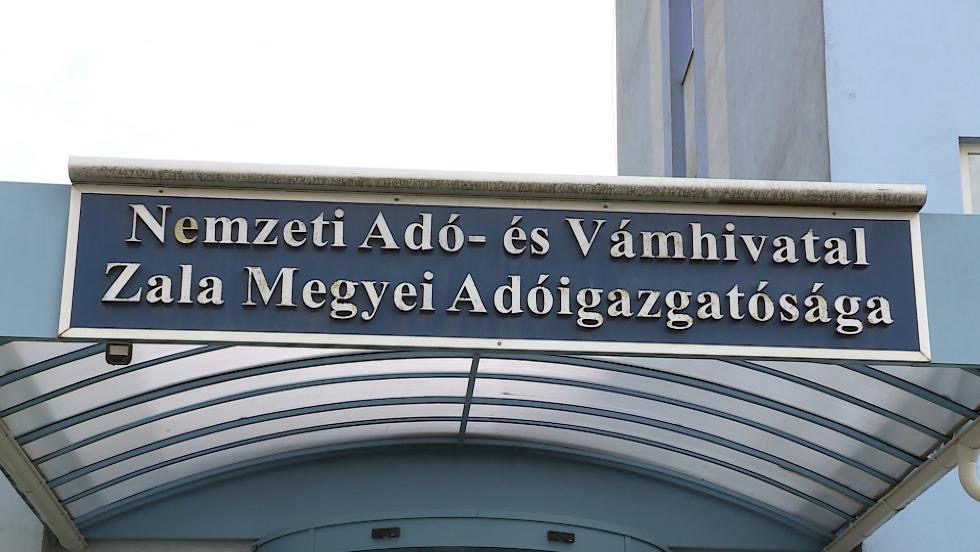 Nemzeti Adó- és Vámhivatal
Zala Megyei Adóigazgatósága